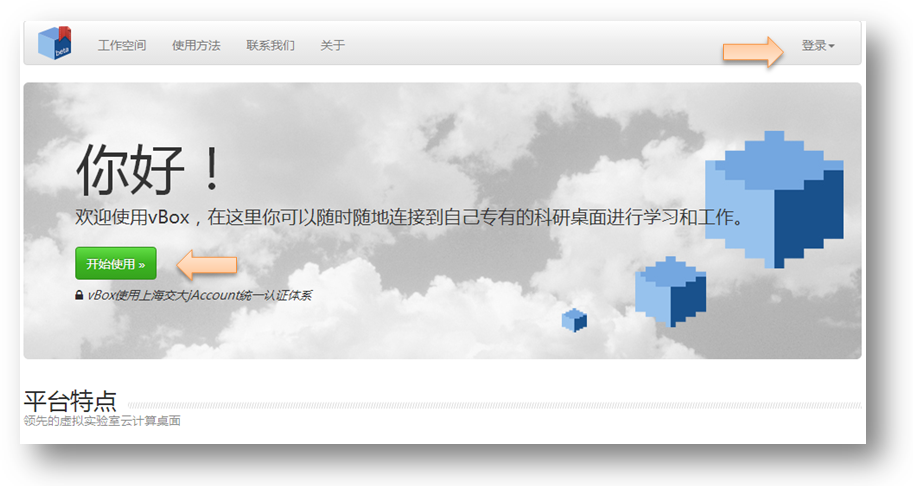 beta
工作空间 使用方法 联系我们 关于 登录
你好！
欢迎使用vBox，在这里你可以随时随地连接到自己专有的科研桌面进行学习和工作。
开始使用 »
vBox使用上海交大jAccount统一认证体系
平台特点
领先的虚拟实验室云计算桌面